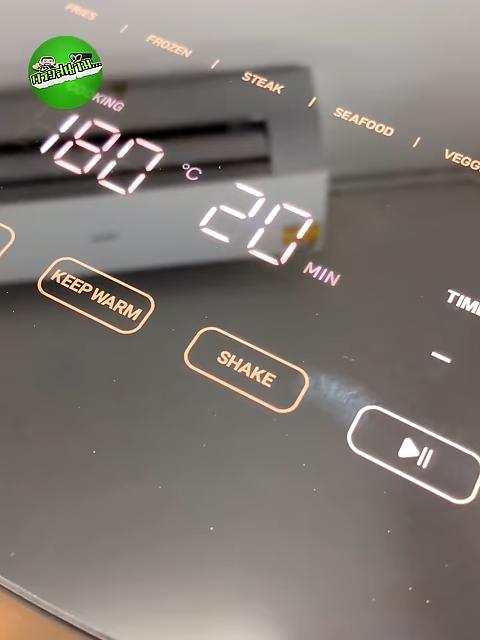 FRIES | FROZEN | STEAK | SEAFOOD |
180 °C 20 MIN
KEEP WARM
SHAKE